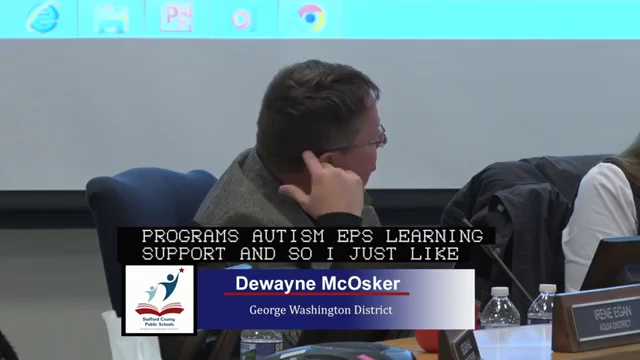 PROGRAMS AUTISM EPS LEARNING
SUPPORT AND SO I JUST LIKE
Dewayne McOsker
George Washington District
Stafford County
Public Schools
IRENE EGAN
AQUIA DISTRICT